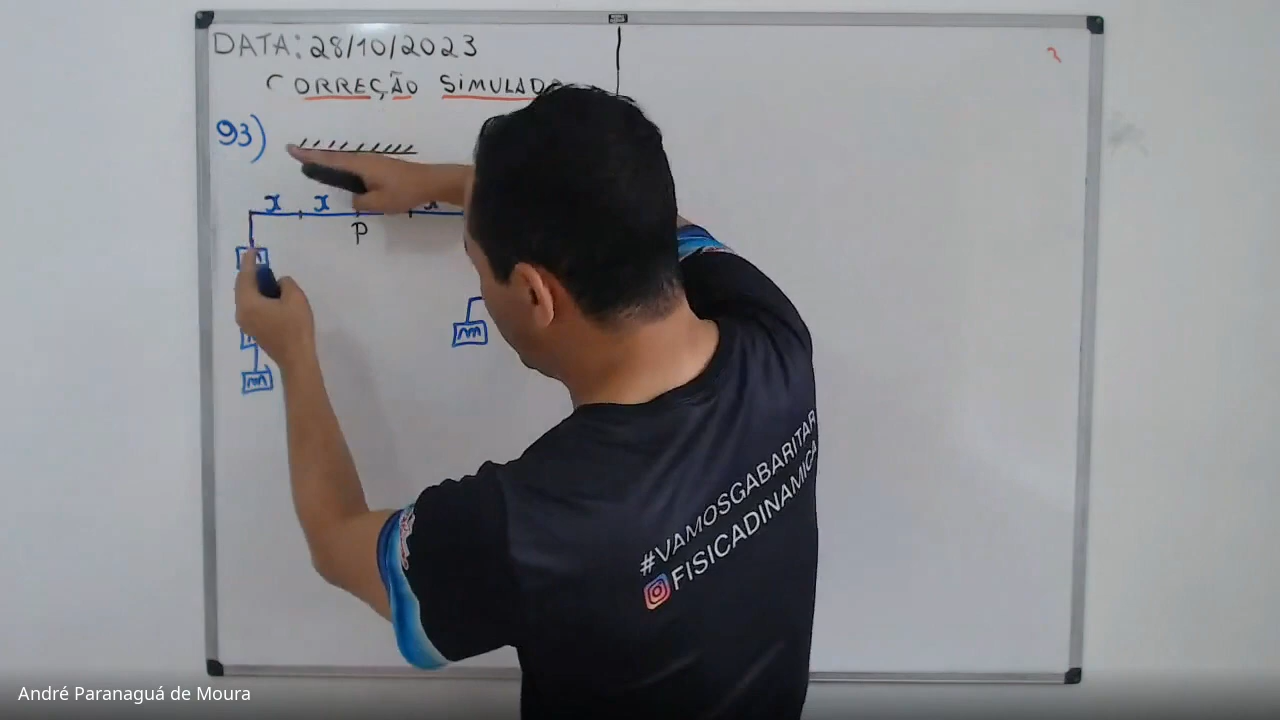 DATA: 28/10/2023
CORREÇÃO SIMULADO
93)
x x x
P
m
m
m
m
#VAMOSGABARITAR
FISICADINAMICA
André Paranaguá de Moura